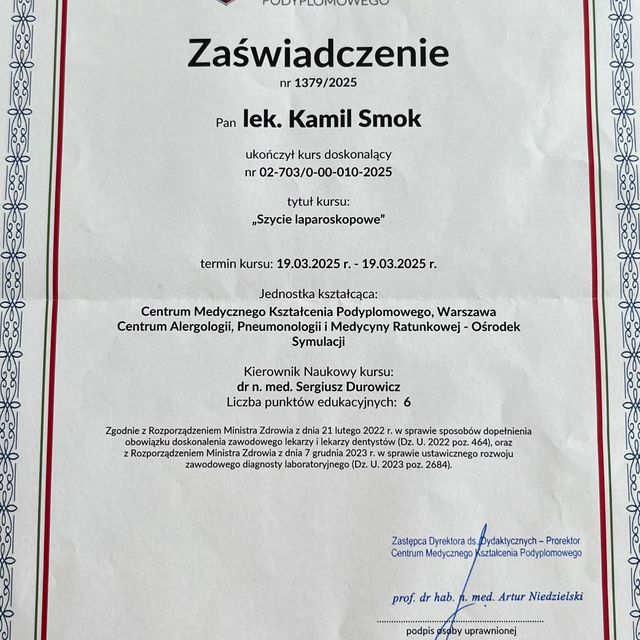 PODYPLOMOWEGO
Zaświadczenie
nr 1379/2025
Pan lek. Kamil Smok
ukończył kurs doskonalący
nr 02-703/0-00-010-2025
tytuł kursu:
„Szycie laparoskopowe”
termin kursu: 19.03.2025 r. - 19.03.2025 r.
Jednostka kształcąca:
Centrum Medycznego Kształcenia Podyplomowego, Warszawa
Centrum Alergologii, Pneumonologii i Medycyny Ratunkowej - Ośrodek
Symulacji
Kierownik Naukowy kursu:
dr n. med. Sergiusz Durowicz
Liczba punktów edukacyjnych: 6
Zgodnie z Rozporządzeniem Ministra Zdrowia z dnia 21 lutego 2022 r. w sprawie sposobów dopełnienia
obowiązku doskonalenia zawodowego lekarzy i lekarzy dentystów (Dz. U. 2022 poz. 464), oraz
z Rozporządzeniem Ministra Zdrowia z dnia 7 grudnia 2023 r. w sprawie ustawicznego rozwoju
zawodowego diagnosty laboratoryjnego (Dz. U. 2023 poz. 2684).
Zastępca Dyrektora ds. Dydaktycznych – Prorektor
Centrum Medycznego Kształcenia Podyplomowego
prof. dr hab. n. med. Artur Niedzielski
podpis osoby uprawnionej